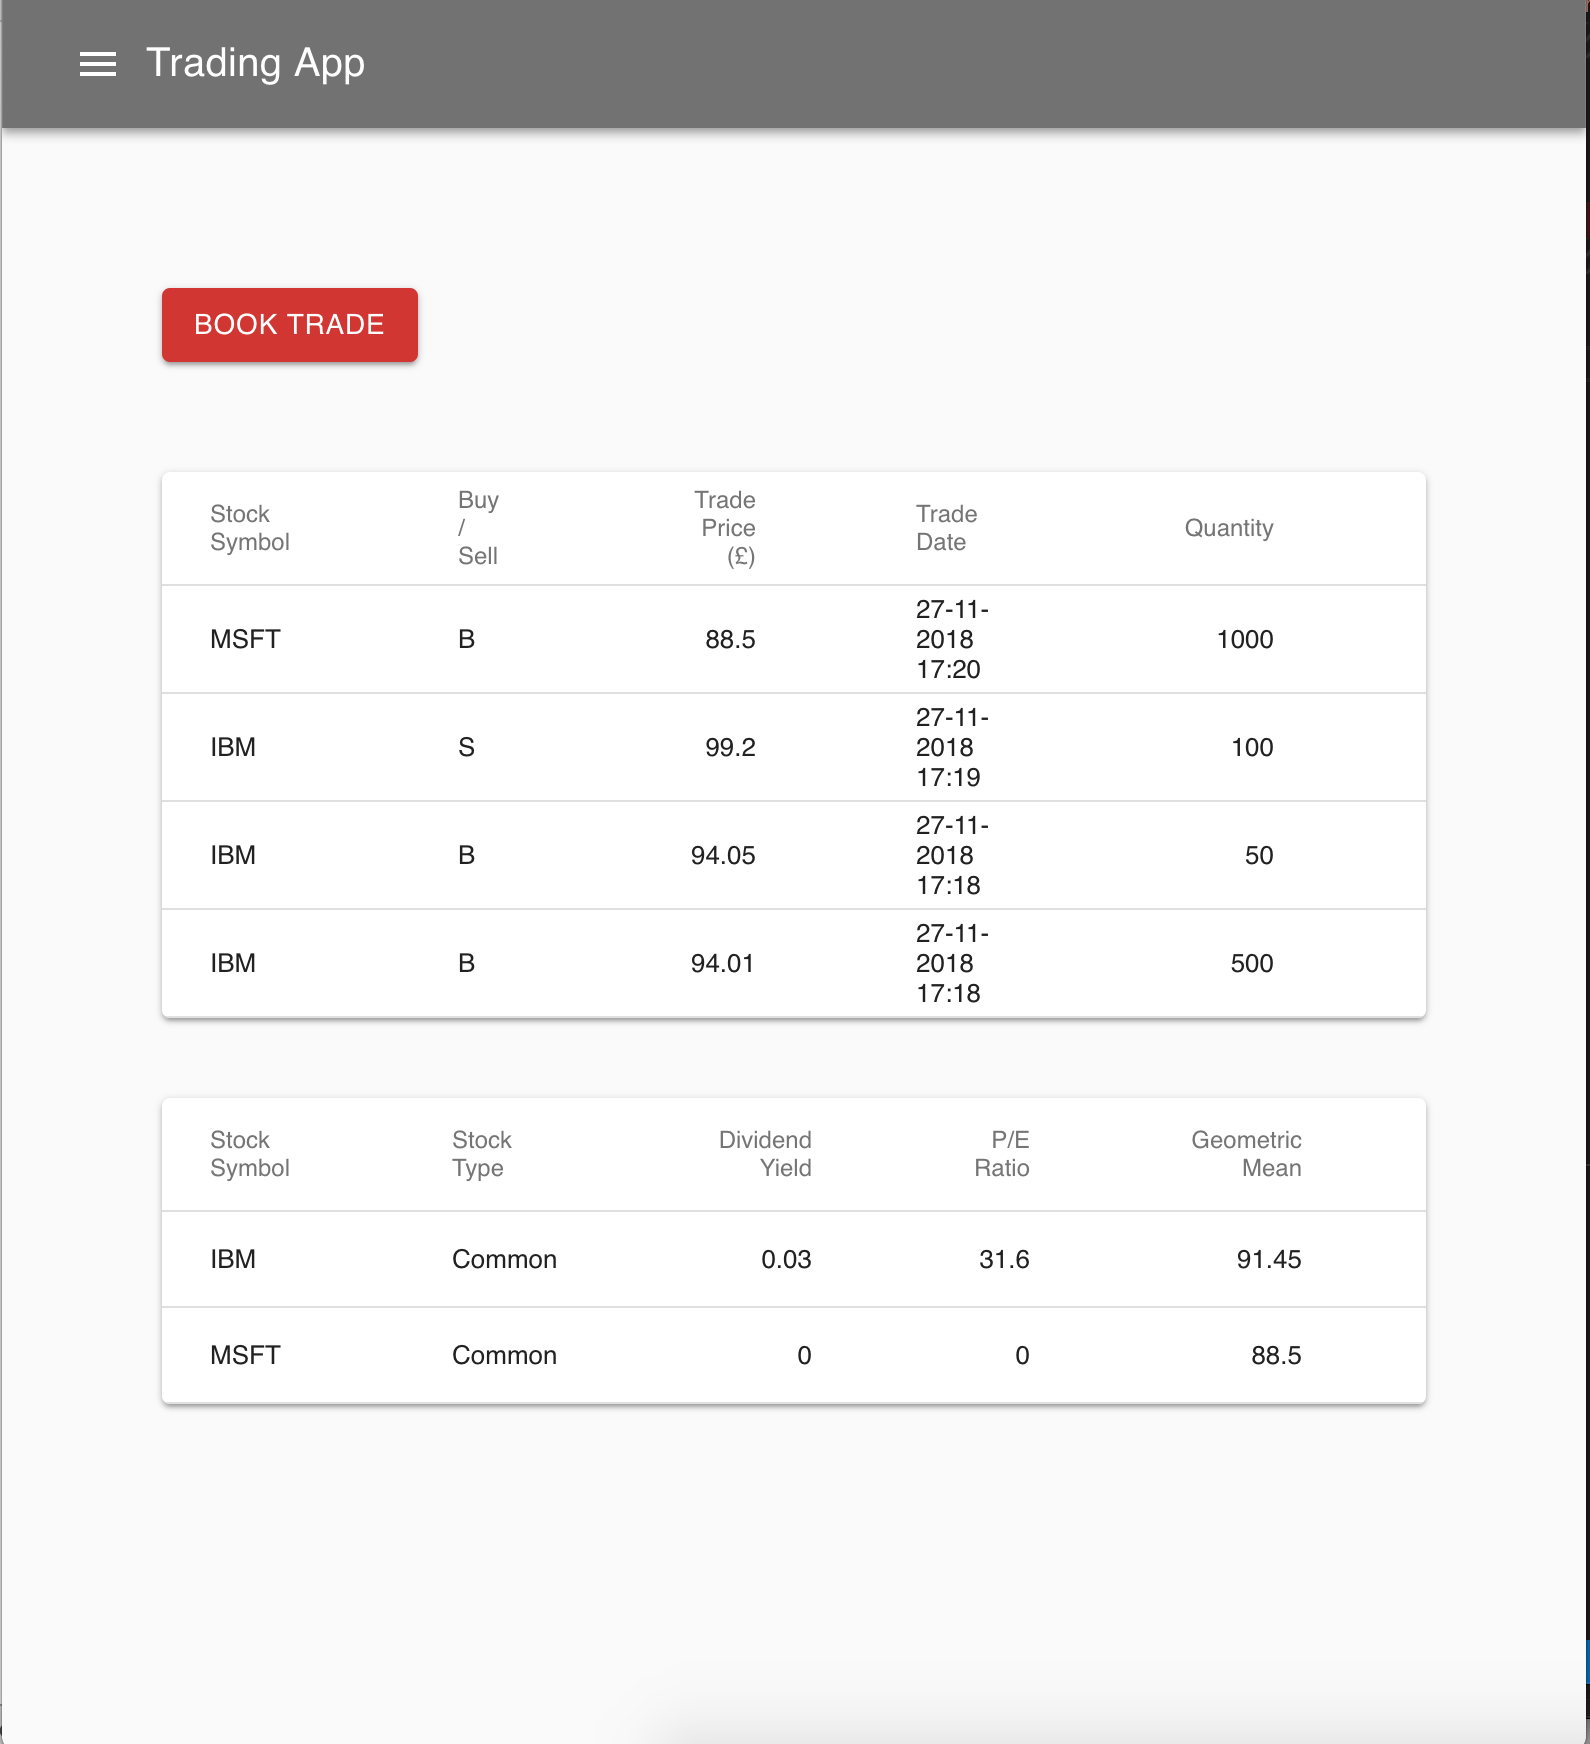 Trading App
BOOK TRADE
Stock Symbol Buy / Sell Trade Price (£) Trade Date Quantity
MSFT B 88.5 27-11-2018 17:20 1000
IBM S 99.2 27-11-2018 17:19 100
IBM B 94.05 27-11-2018 17:18 50
IBM B 94.01 27-11-2018 17:18 500
Stock Symbol Stock Type Dividend Yield P/E Ratio Geometric Mean
IBM Common 0.03 31.6 91.45
MSFT Common 0 0 88.5